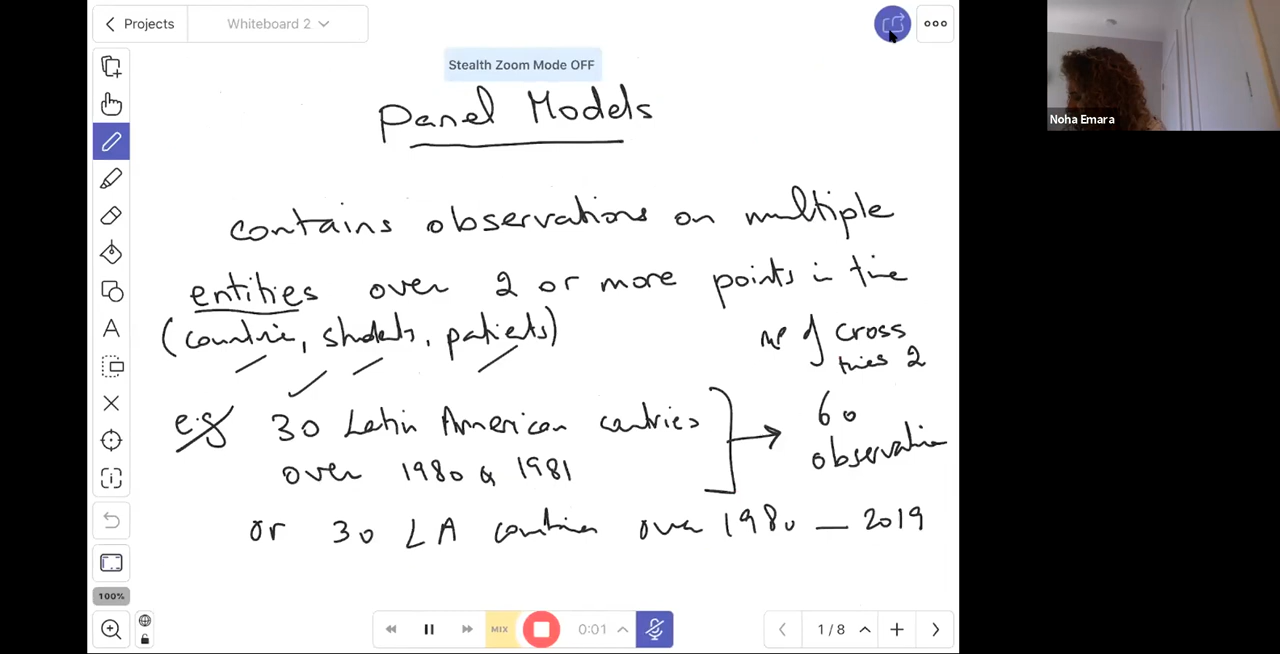 Projects
Whiteboard 2
Stealth Zoom Mode OFF
Noha Emara
Panel Models
contains observations on multiple
entities over 2 or more points in time
(countries, students, patients)
nº of cross
times 2
e.g 30 Latin American countries
over 1980 & 1981
60
observation
or 30 LA countries over 1980 — 2019
A
100%
MIX
0:01
1/8